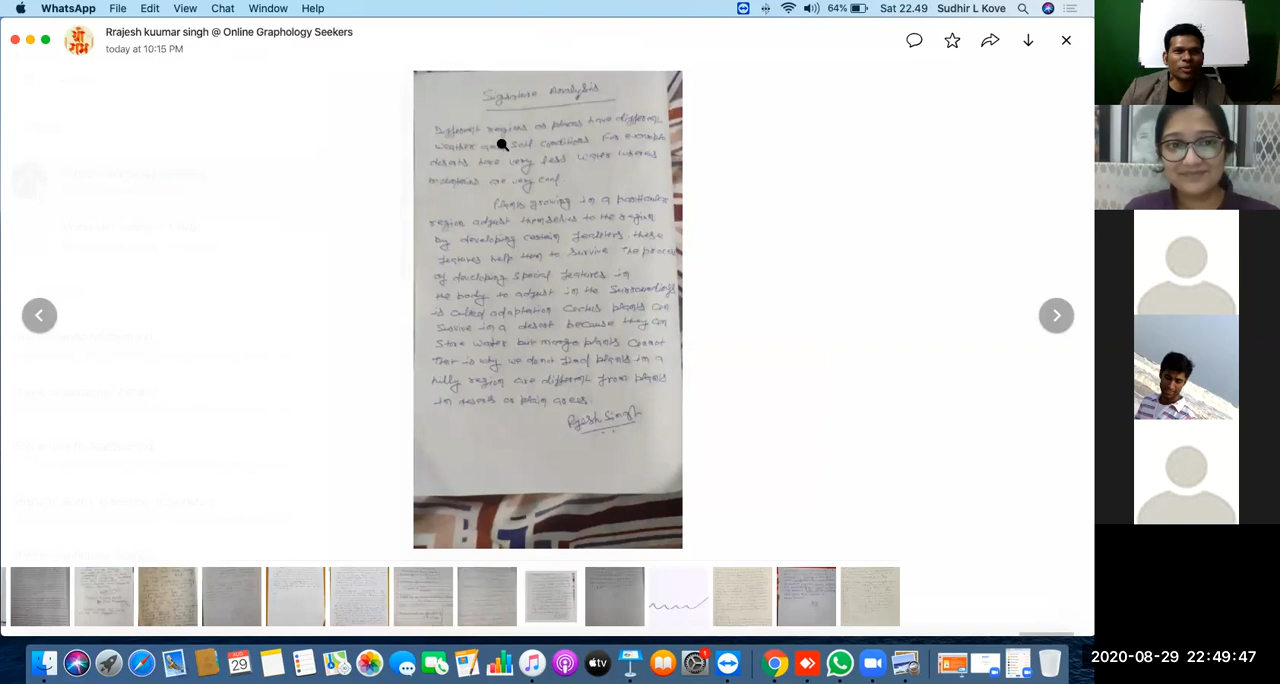 WhatsApp File Edit View Chat Window Help
64% Sat 22.49 Sudhir L Kove
Rrajesh kuumar singh @ Online Graphology Seekers
today at 10:15 PM
Signature Analysis
Different regions or places have different
weather and soil conditions For example
deserts have very less water whereas
mountains are very cool
Plants growing in a particular
region adjust themselves to the region
by developing certain features these
features help them to survive The process
of developing special features in
the body to adjust in the surroundings
is called adaptation Cactus plants can
survive in a desert because they can
store water but mango plants cannot
That is why we donot find plants in a
hilly region are different from plants
in deserts or plain areas.
Rajesh Singh
AUG
29
tv
1
2020-08-29 22:49:47